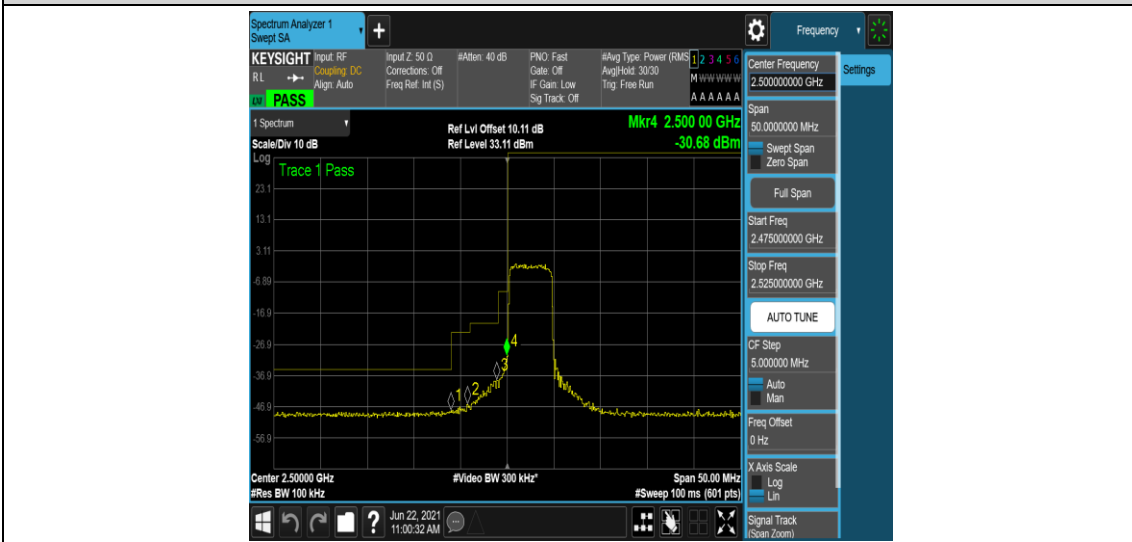 Spectrum Analyzer 1
Swept SA
+
Frequency
KEYSIGHT
RL
LXI PASS
Input: RF
Coupling: DC
Align: Auto
Input Z: 50 Ω
Corrections: Off
Freq Ref: Int (S)
#Atten: 40 dB
PNO: Fast
Gate: Off
IF Gain: Low
Sig Track: Off
#Avg Type: Power (RMS
Avg|Hold: 30/30
Trig: Free Run
1 2 3 4 5 6
M W W W W W
A A A A A A
1 Spectrum
Scale/Div 10 dB
Ref Lvl Offset 10.11 dB
Ref Level 33.11 dBm
Mkr4 2.500 00 GHz
-30.68 dBm
Log
Trace 1 Pass
23.1
13.1
3.11
-6.89
-16.9
-26.9
-36.9
-46.9
-56.9
1
2
3
4
Center 2.50000 GHz
#Res BW 100 kHz
#Video BW 300 kHz*
Span 50.00 MHz
#Sweep 100 ms (601 pts)
Center Frequency
2.500000000 GHz
Settings
Span
50.0000000 MHz
Swept Span
Zero Span
Full Span
Start Freq
2.475000000 GHz
Stop Freq
2.525000000 GHz
AUTO TUNE
CF Step
5.000000 MHz
Auto
Man
Freq Offset
0 Hz
X Axis Scale
Log
Lin
Signal Track
(Span Zoom)
?
Jun 22, 2021
11:00:32 AM